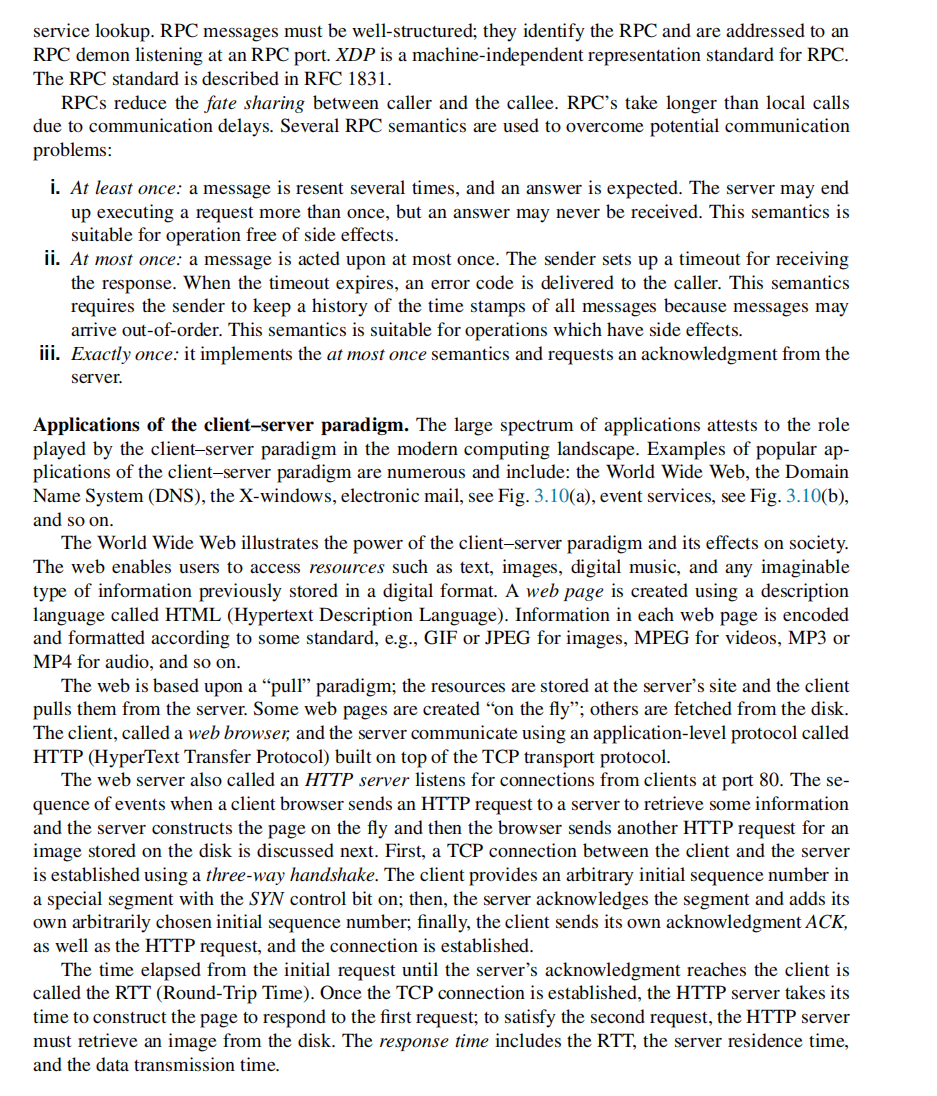 service lookup. RPC messages must be well-structured; they identify the RPC and are addressed to an
RPC demon listening at an RPC port. XDP is a machine-independent representation standard for RPC.
The RPC standard is described in RFC 1831.
RPCs reduce the fate sharing between caller and the callee. RPC's take longer than local calls
due to communication delays. Several RPC semantics are used to overcome potential communication
problems:
i. At least once: a message is resent several times, and an answer is expected. The server may end
up executing a request more than once, but an answer may never be received. This semantics is
suitable for operation free of side effects.
ii. At most once: a message is acted upon at most once. The sender sets up a timeout for receiving
the response. When the timeout expires, an error code is delivered to the caller. This semantics
requires the sender to keep a history of the time stamps of all messages because messages may
arrive out-of-order. This semantics is suitable for operations which have side effects.
iii. Exactly once: it implements the at most once semantics and requests an acknowledgment from the
server.
Applications of the client–server paradigm. The large spectrum of applications attests to the role
played by the client–server paradigm in the modern computing landscape. Examples of popular ap-
plications of the client–server paradigm are numerous and include: the World Wide Web, the Domain
Name System (DNS), the X-windows, electronic mail, see Fig. 3.10(a), event services, see Fig. 3.10(b),
and so on.
The World Wide Web illustrates the power of the client–server paradigm and its effects on society.
The web enables users to access resources such as text, images, digital music, and any imaginable
type of information previously stored in a digital format. A web page is created using a description
language called HTML (Hypertext Description Language). Information in each web page is encoded
and formatted according to some standard, e.g., GIF or JPEG for images, MPEG for videos, MP3 or
MP4 for audio, and so on.
The web is based upon a “pull” paradigm; the resources are stored at the server's site and the client
pulls them from the server. Some web pages are created “on the fly”; others are fetched from the disk.
The client, called a web browser, and the server communicate using an application-level protocol called
HTTP (HyperText Transfer Protocol) built on top of the TCP transport protocol.
The web server also called an HTTP server listens for connections from clients at port 80. The se-
quence of events when a client browser sends an HTTP request to a server to retrieve some information
and the server constructs the page on the fly and then the browser sends another HTTP request for an
image stored on the disk is discussed next. First, a TCP connection between the client and the server
is established using a three-way handshake. The client provides an arbitrary initial sequence number in
a special segment with the SYN control bit on; then, the server acknowledges the segment and adds its
own arbitrarily chosen initial sequence number; finally, the client sends its own acknowledgment ACK,
as well as the HTTP request, and the connection is established.
The time elapsed from the initial request until the server's acknowledgment reaches the client is
called the RTT (Round-Trip Time). Once the TCP connection is established, the HTTP server takes its
time to construct the page to respond to the first request; to satisfy the second request, the HTTP server
must retrieve an image from the disk. The response time includes the RTT, the server residence time,
and the data transmission time.